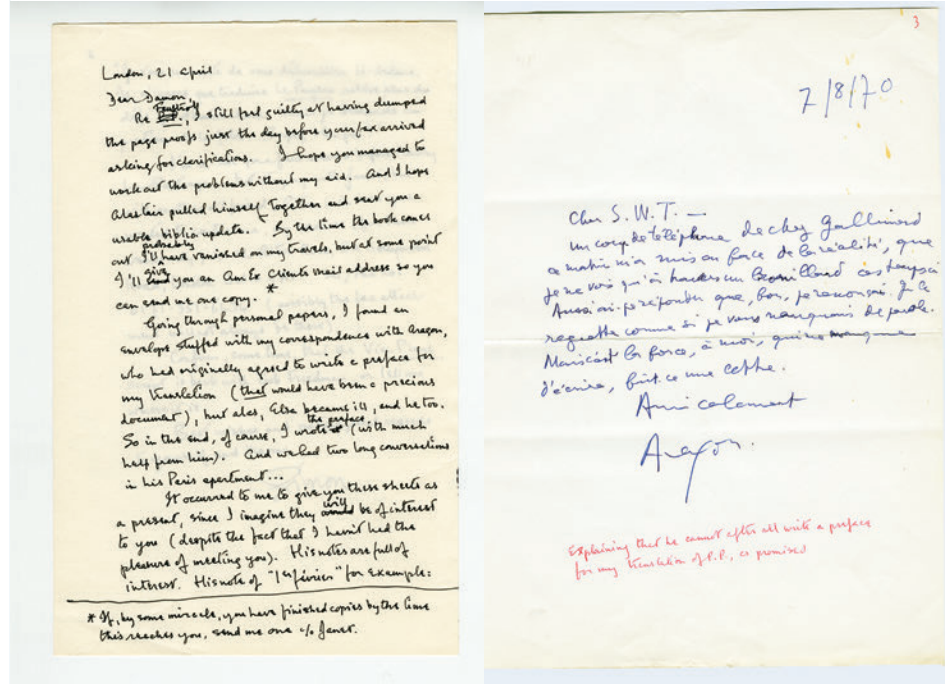 London, 21 April
Dear Damon,
Re , I still feel guilty at having dumped
the page proofs just the day before your fax arrived
asking for clarifications. I hope you managed to
work out the problems without my aid. And I hope
Alastair pulled himself together and sent you a
usable biblio update. By the time the book comes
out I'll probably have vanished on my travels, but at some point
I'll give you an Am Ex Clients mail address so you
can send me one copy. *
Going through personal papers, I found an
envelope stuffed with my correspondence with Aragon,
who had originally agreed to write a preface for
my translation (that would have been a precious
document), but alas, Elsa became ill, and he too.
So in the end, of course, I wrote the preface (with much
help from him). And we had two long conversations
in his Paris apartment...
It occurred to me to give you these sheets as
a present, since I imagine they will be of interest
to you (despite the fact that I haven't had the
pleasure of meeting you). His notes are full of
interest. His note of "1er février" for example:
* If, by some miracle, you have finished copies by the time
this reaches you, send me one c/o Janet.
3
7/8/70
Cher S. W. T. —
un coup de téléphone de chez Gallimard
ce matin m'a mis en face de la réalité, que
je ne vois qu'à travers un brouillard ces temps-ci
Aussi ai-je répondu que, bon, je renonçais. Je le
regrette comme si je vous manquais de parole.
Mais c'est la force, à moi, qui me manque
d'écrire, fût-ce une lettre.
Amicalement
Aragon.
Explaining that he cannot after all write a preface
for my translation of P.P., as promised